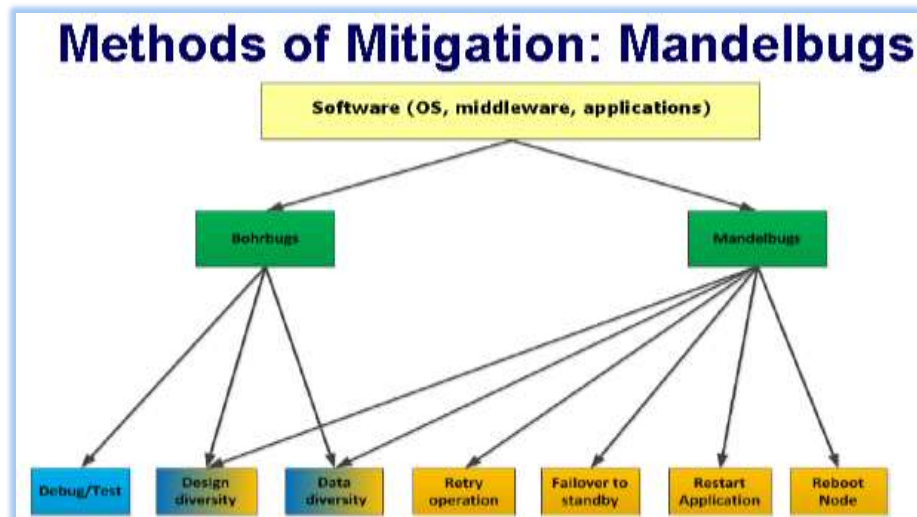 Methods of Mitigation: Mandelbugs
Software (OS, middleware, applications)
Bohrbugs
Mandelbugs
Debug/Test
Design
diversity
Data
diversity
Retry
operation
Failover to
standby
Restart
Application
Reboot
Node